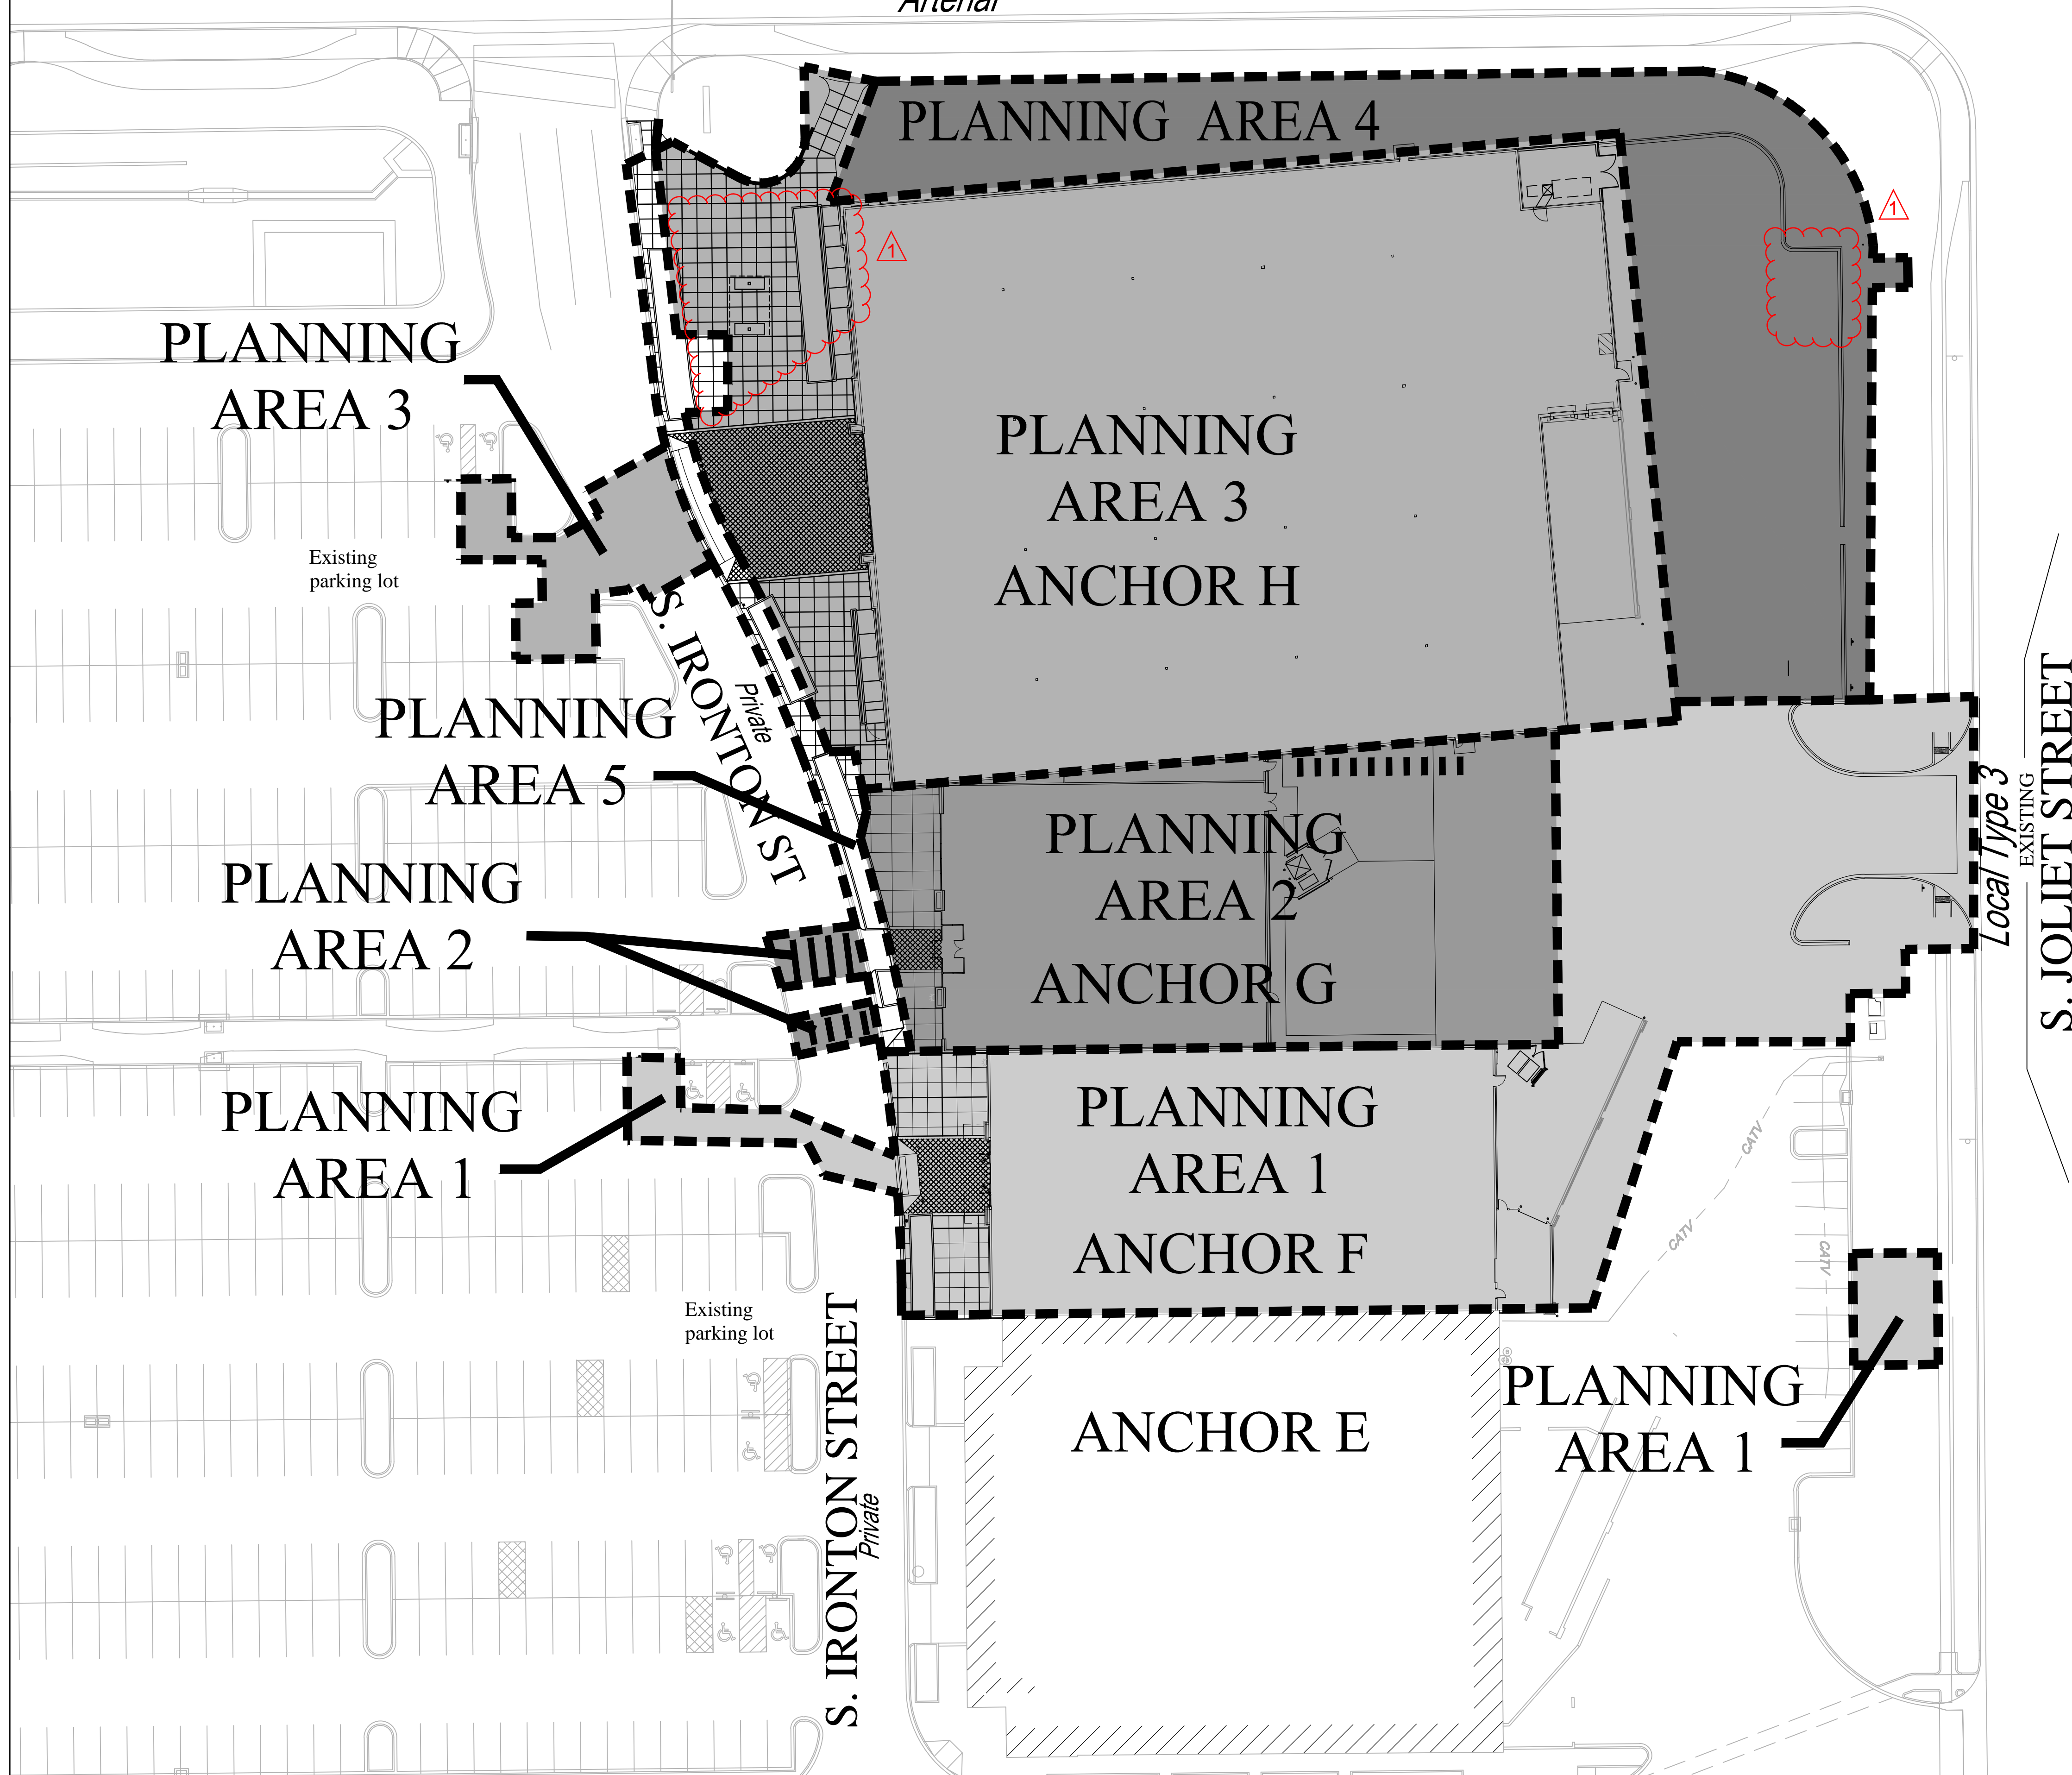 Arterial
PLANNING AREA 4
1
1
PLANNING
AREA 3
PLANNING
AREA 3
ANCHOR H
Existing
parking lot
S. IRONTON ST
Private
PLANNING
AREA 5
Local Type 3
EXISTING
S. JOLIET STREET
PLANNING
AREA 2
ANCHOR G
PLANNING
AREA 2
PLANNING
AREA 1
PLANNING
AREA 1
ANCHOR F
CATV
CATV
CATV
Existing
parking lot
S. IRONTON STREET
Private
ANCHOR E
PLANNING
AREA 1